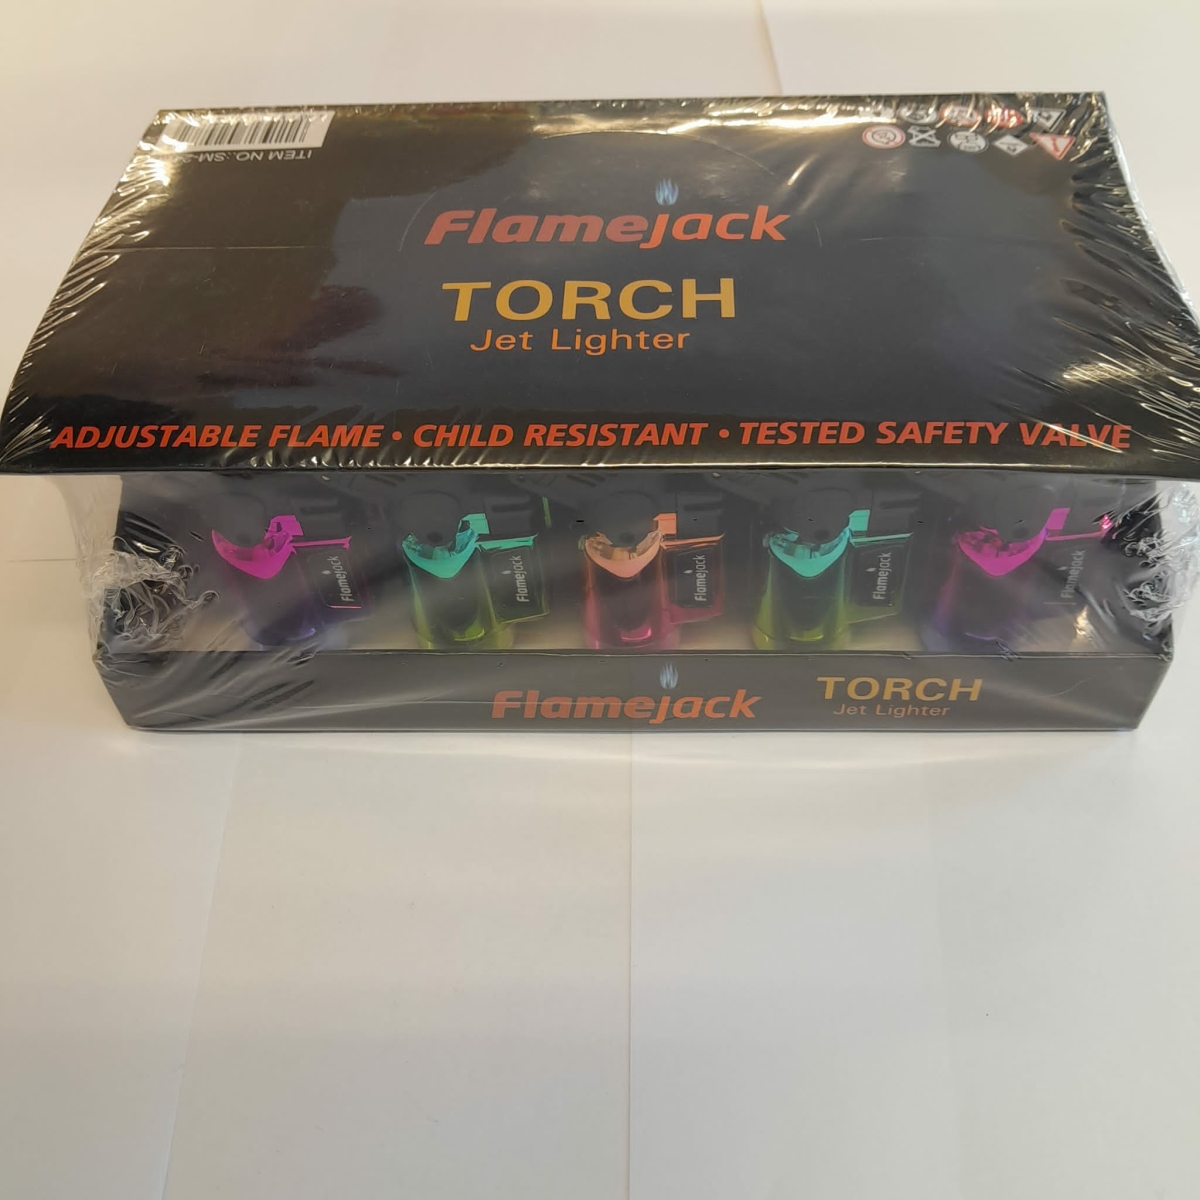 ITEM NO.:SM-2
Flamejack
TORCH
Jet Lighter
ADJUSTABLE FLAME • CHILD RESISTANT • TESTED SAFETY VALVE
Flamejack
Flamejack
Flamejack
Flamejack
Flamejack
Flamejack
TORCH
Jet Lighter